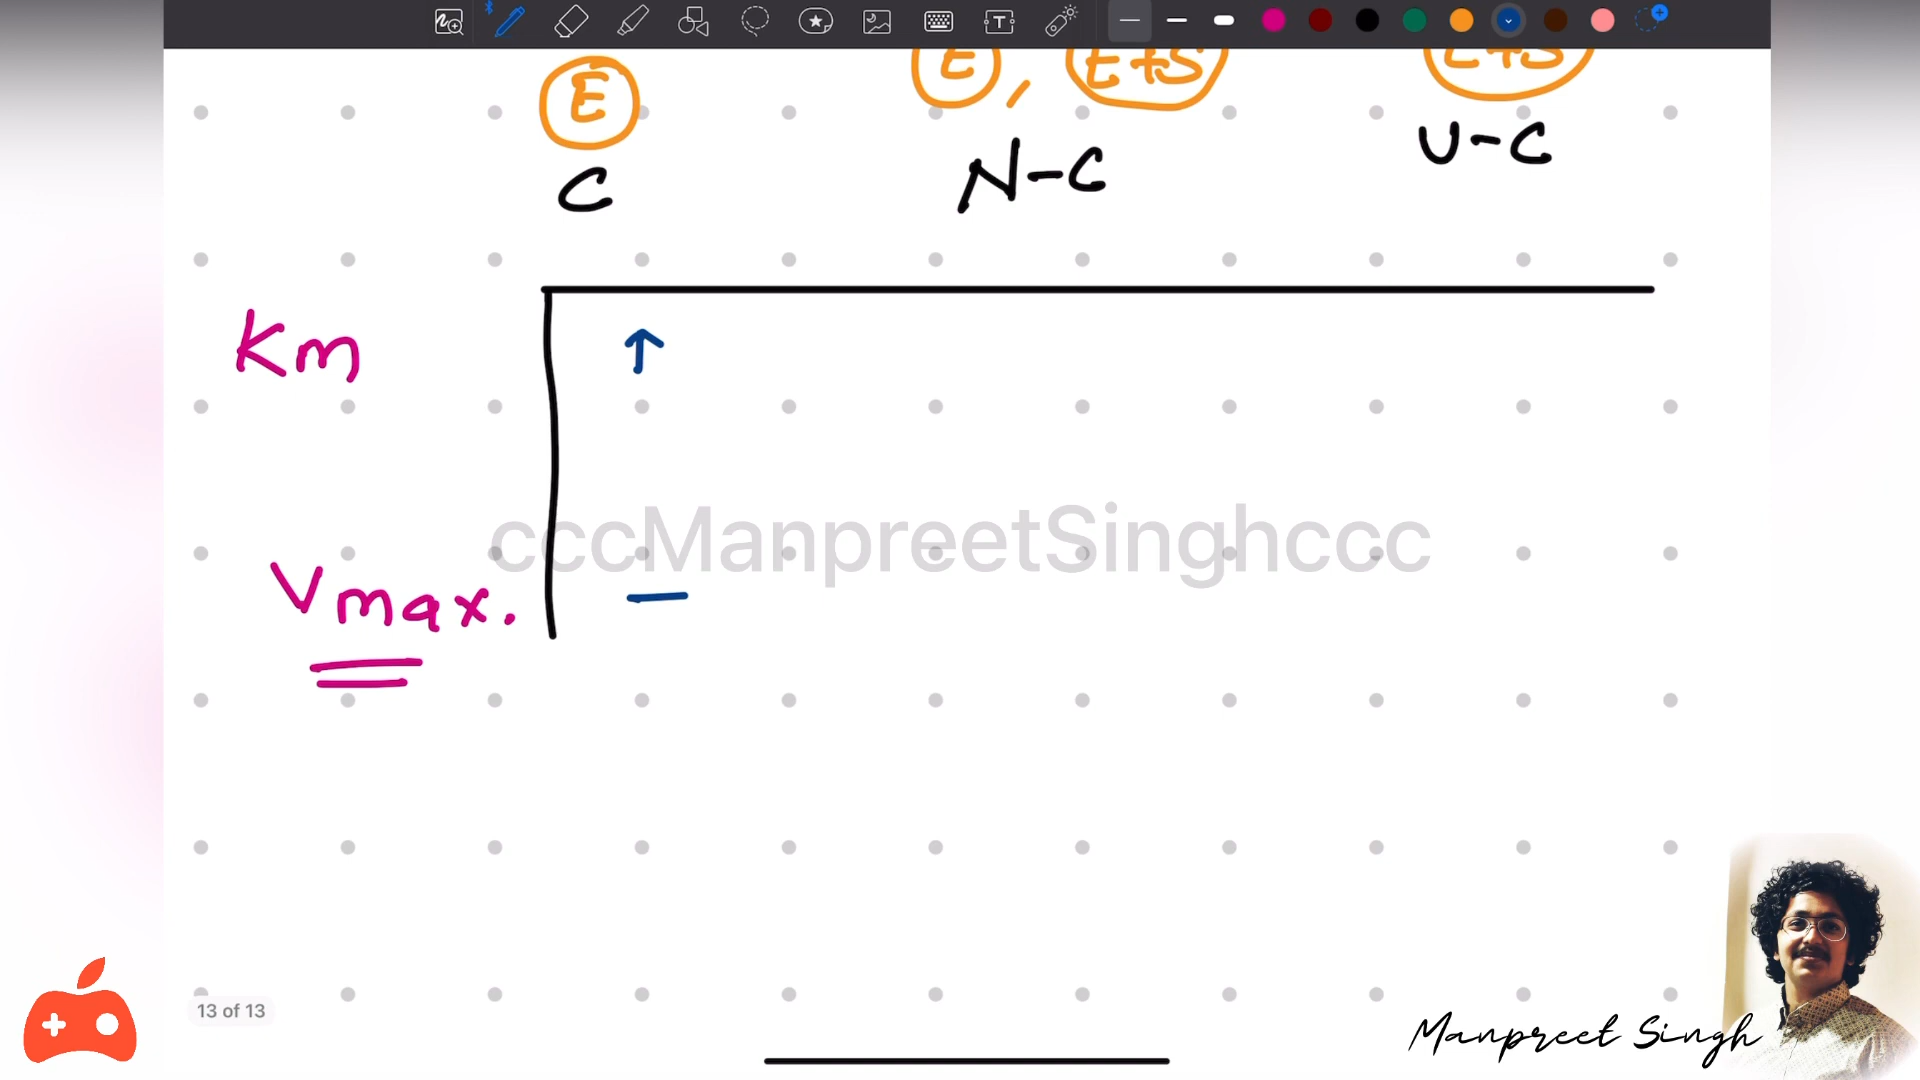 E
E, E+S
E+S
C
N-C
U-C
Km
↑
cccManpreetSinghccc
Vmax.
—
13 of 13
Manpreet Singh